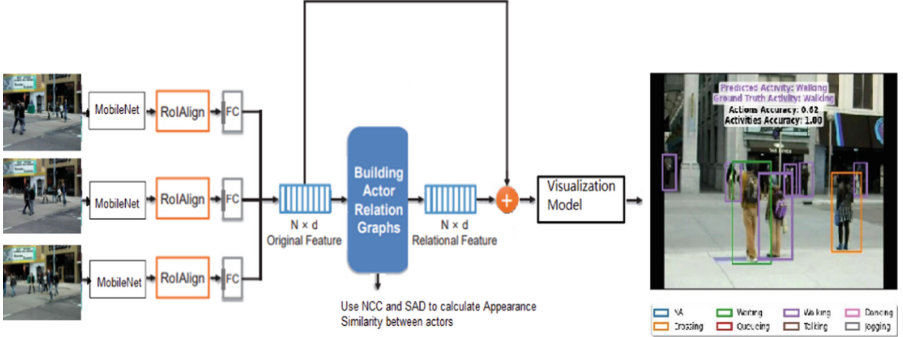 MobileNet
RoIAlign
FC
MobileNet
RoIAlign
FC
MobileNet
RoIAlign
FC
N × d
Original Feature
Building
Actor
Relation
Graphs
N × d
Relational Feature
+
Visualization
Model
Use NCC and SAD to calculate Appearance
Similarity between actors
Predicted Activity: Walking
Ground Truth Activity: Walking
Actions Accuracy: 0.62
Activities Accuracy: 1.00
NA
Waiting
Walking
Dancing
Crossing
Queueing
Talking
Jogging